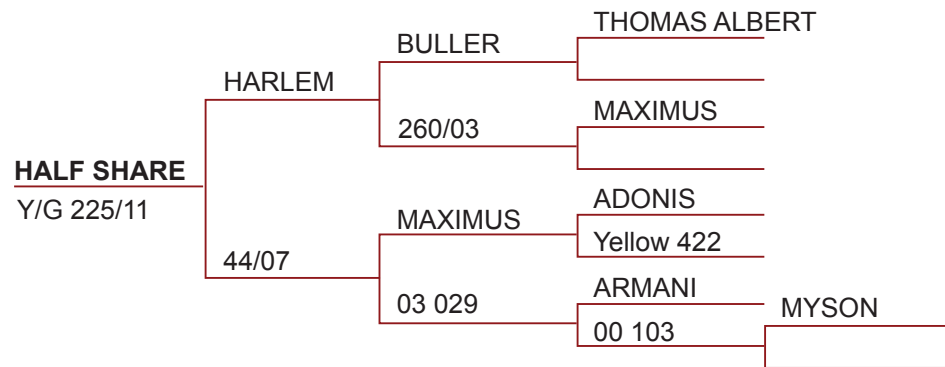 THOMAS ALBERT
BULLER
HARLEM
260/03
MAXIMUS
HALF SHARE
Y/G 225/11
ADONIS
MAXIMUS
Yellow 422
44/07
03 029
ARMANI
00 103
MYSON